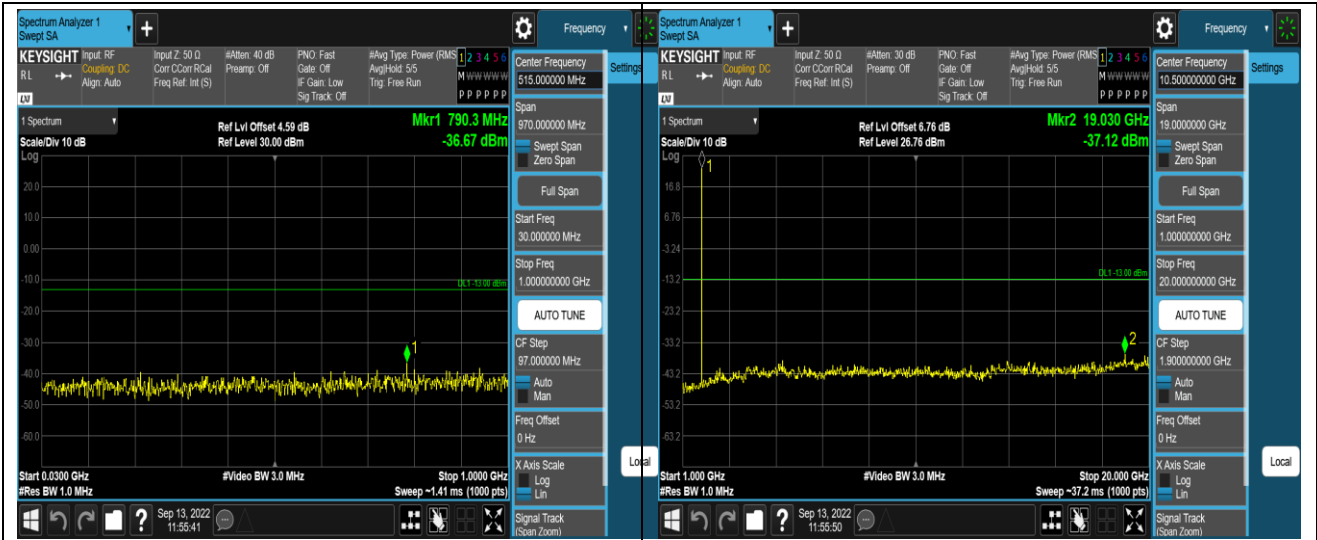 Spectrum Analyzer 1
Swept SA
Frequency
KEYSIGHT
RL
LXI
Input: RF
Coupling: DC
Align: Auto
Input Z: 50 Ω
Corr CCorr RCal
Freq Ref: Int (S)
#Atten: 40 dB
Preamp: Off
PNO: Fast
Gate: Off
IF Gain: Low
Sig Track: Off
#Avg Type: Power (RMS
Avg|Hold: 5/5
Trig: Free Run
1 2 3 4 5 6
M W W W W W
P P P P P P
Center Frequency
515.000000 MHz
Settings
Span
970.000000 MHz
Swept Span
Zero Span
Full Span
Start Freq
30.000000 MHz
Stop Freq
1.000000000 GHz
AUTO TUNE
CF Step
97.000000 MHz
Auto
Man
Freq Offset
0 Hz
X Axis Scale
Log
Lin
Signal Track
(Span Zoom)
Local
1 Spectrum
Scale/Div 10 dB
Log
Ref Lvl Offset 4.59 dB
Ref Level 30.00 dBm
Mkr1 790.3 MHz
-36.67 dBm
20.0
10.0
0.00
-10.0
DL1 -13.00 dBm
-20.0
-30.0
1
-40.0
-50.0
-60.0
Start 0.0300 GHz
#Res BW 1.0 MHz
#Video BW 3.0 MHz
Stop 1.0000 GHz
Sweep ~1.41 ms (1000 pts)
?
Sep 13, 2022
11:55:41
Spectrum Analyzer 1
Swept SA
Frequency
KEYSIGHT
RL
LXI
Input: RF
Coupling: DC
Align: Auto
Input Z: 50 Ω
Corr CCorr RCal
Freq Ref: Int (S)
#Atten: 30 dB
Preamp: Off
PNO: Fast
Gate: Off
IF Gain: Low
Sig Track: Off
#Avg Type: Power (RMS
Avg|Hold: 5/5
Trig: Free Run
1 2 3 4 5 6
M W W W W W
P P P P P P
Center Frequency
10.500000000 GHz
Settings
Span
19.0000000 GHz
Swept Span
Zero Span
Full Span
Start Freq
1.000000000 GHz
Stop Freq
20.000000000 GHz
AUTO TUNE
CF Step
1.900000000 GHz
Auto
Man
Freq Offset
0 Hz
X Axis Scale
Log
Lin
Signal Track
(Span Zoom)
Local
1 Spectrum
Scale/Div 10 dB
Log
Ref Lvl Offset 6.76 dB
Ref Level 26.76 dBm
Mkr2 19.030 GHz
-37.12 dBm
1
16.8
6.76
-3.24
-13.2
DL1 -13.00 dBm
-23.2
-33.2
2
-43.2
-53.2
-63.2
Start 1.000 GHz
#Res BW 1.0 MHz
#Video BW 3.0 MHz
Stop 20.000 GHz
Sweep ~37.2 ms (1000 pts)
?
Sep 13, 2022
11:55:50